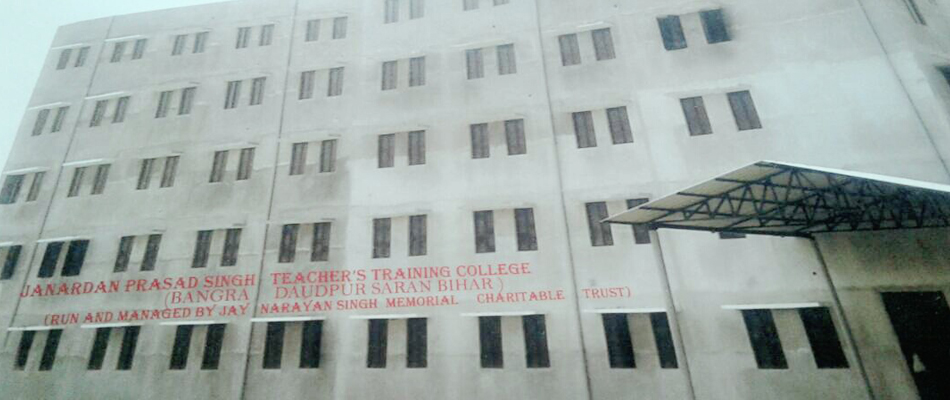 JANARDAN PRASAD SINGH TEACHER'S TRAINING COLLEGE
(BANGRA DAUDPUR SARAN BIHAR)
(RUN AND MANAGED BY JAY NARAYAN SINGH MEMORIAL CHARITABLE TRUST)